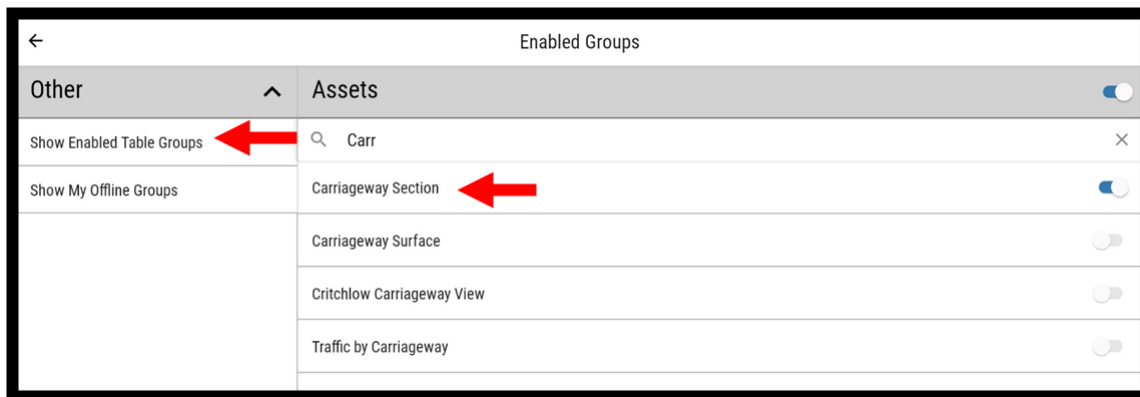 Enabled Groups
Other
Assets
Show Enabled Table Groups
Carr
Show My Offline Groups
Carriageway Section
Carriageway Surface
Critchlow Carriageway View
Traffic by Carriageway